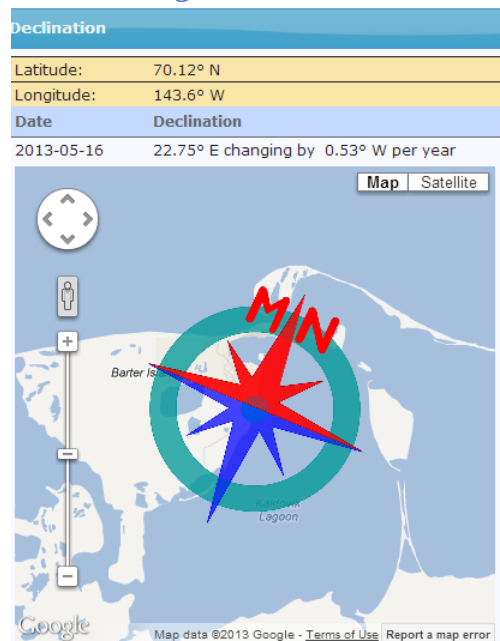 Declination
Latitude: 70.12° N
Longitude: 143.6° W
Date Declination
2013-05-16 22.75° E changing by 0.53° W per year
Map Satellite
MN
Barter
Kaktovik
Lagoon
Google
Map data ©2013 Google - Terms of Use Report a map error